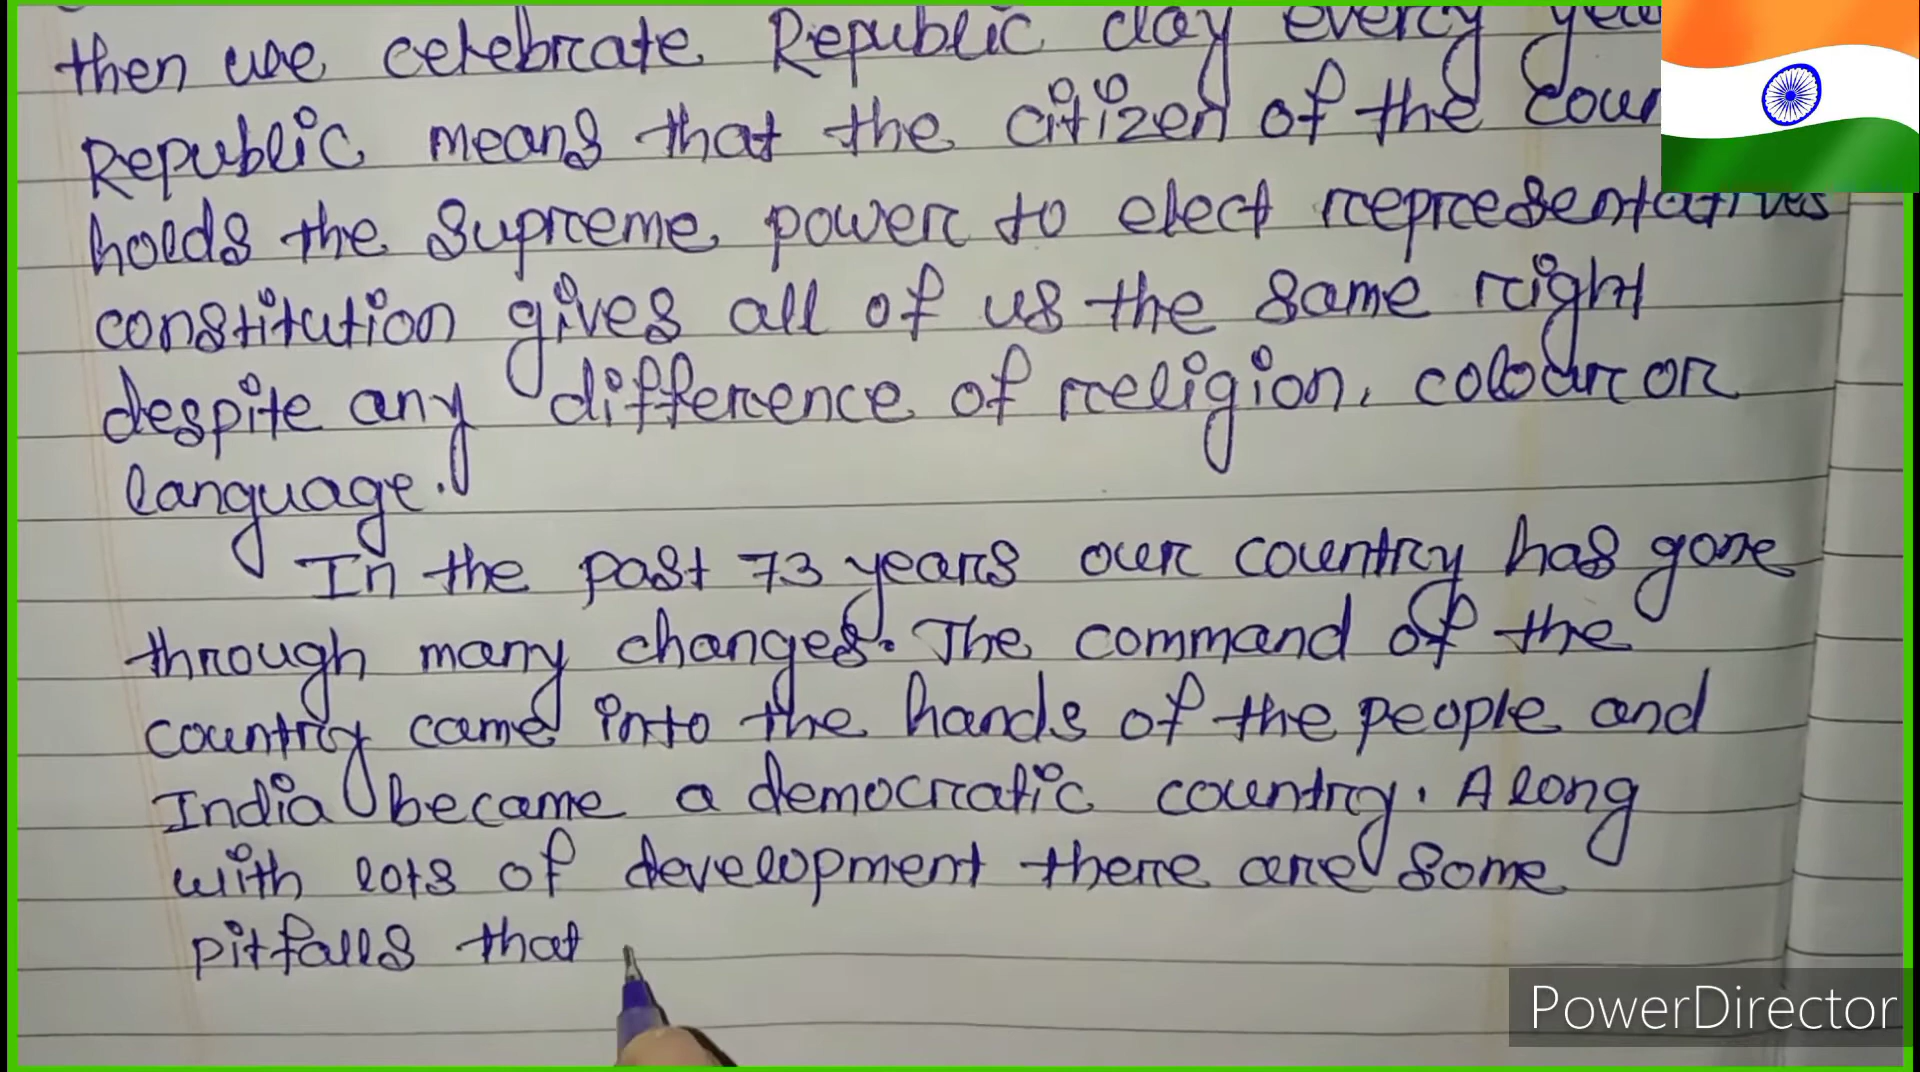 then we celebrate Republic day every
Republic means that the citizen of the
holds the supreme power to elect representatives
constitution gives all of us the same right
despite any difference of religion, colour or
language.
In the past 73 years our country has gone
through many changes. The command of the
country came into the hands of the people and
India became a democratic country. Along
with lots of development there are some
pitfalls that
PowerDirector